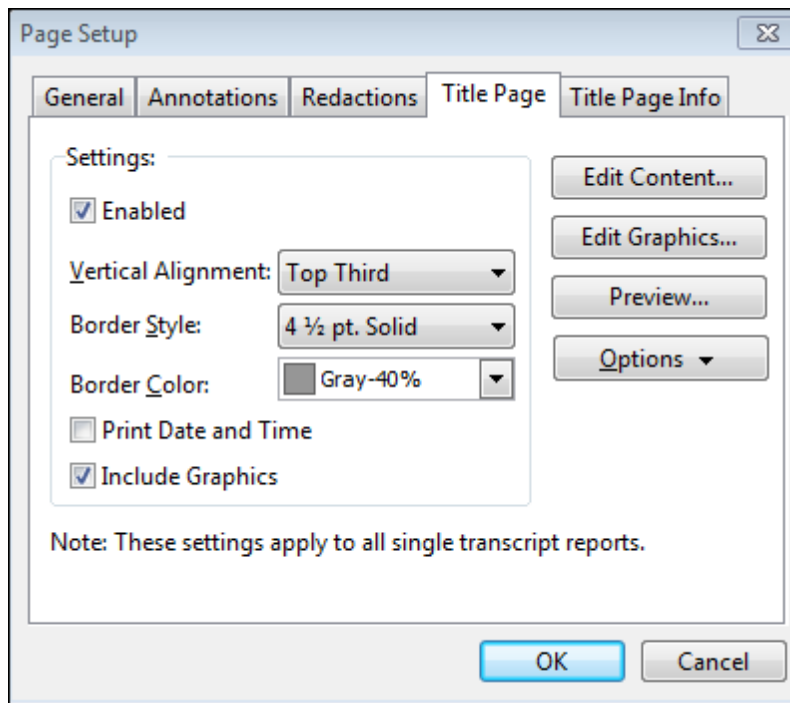 Page Setup
General Annotations Redactions Title Page Title Page Info
Settings:
Enabled
Vertical Alignment: Top Third
Border Style: 4 ½ pt. Solid
Border Color: Gray-40%
Print Date and Time
Include Graphics
Edit Content...
Edit Graphics...
Preview...
Options
Note: These settings apply to all single transcript reports.
OK Cancel